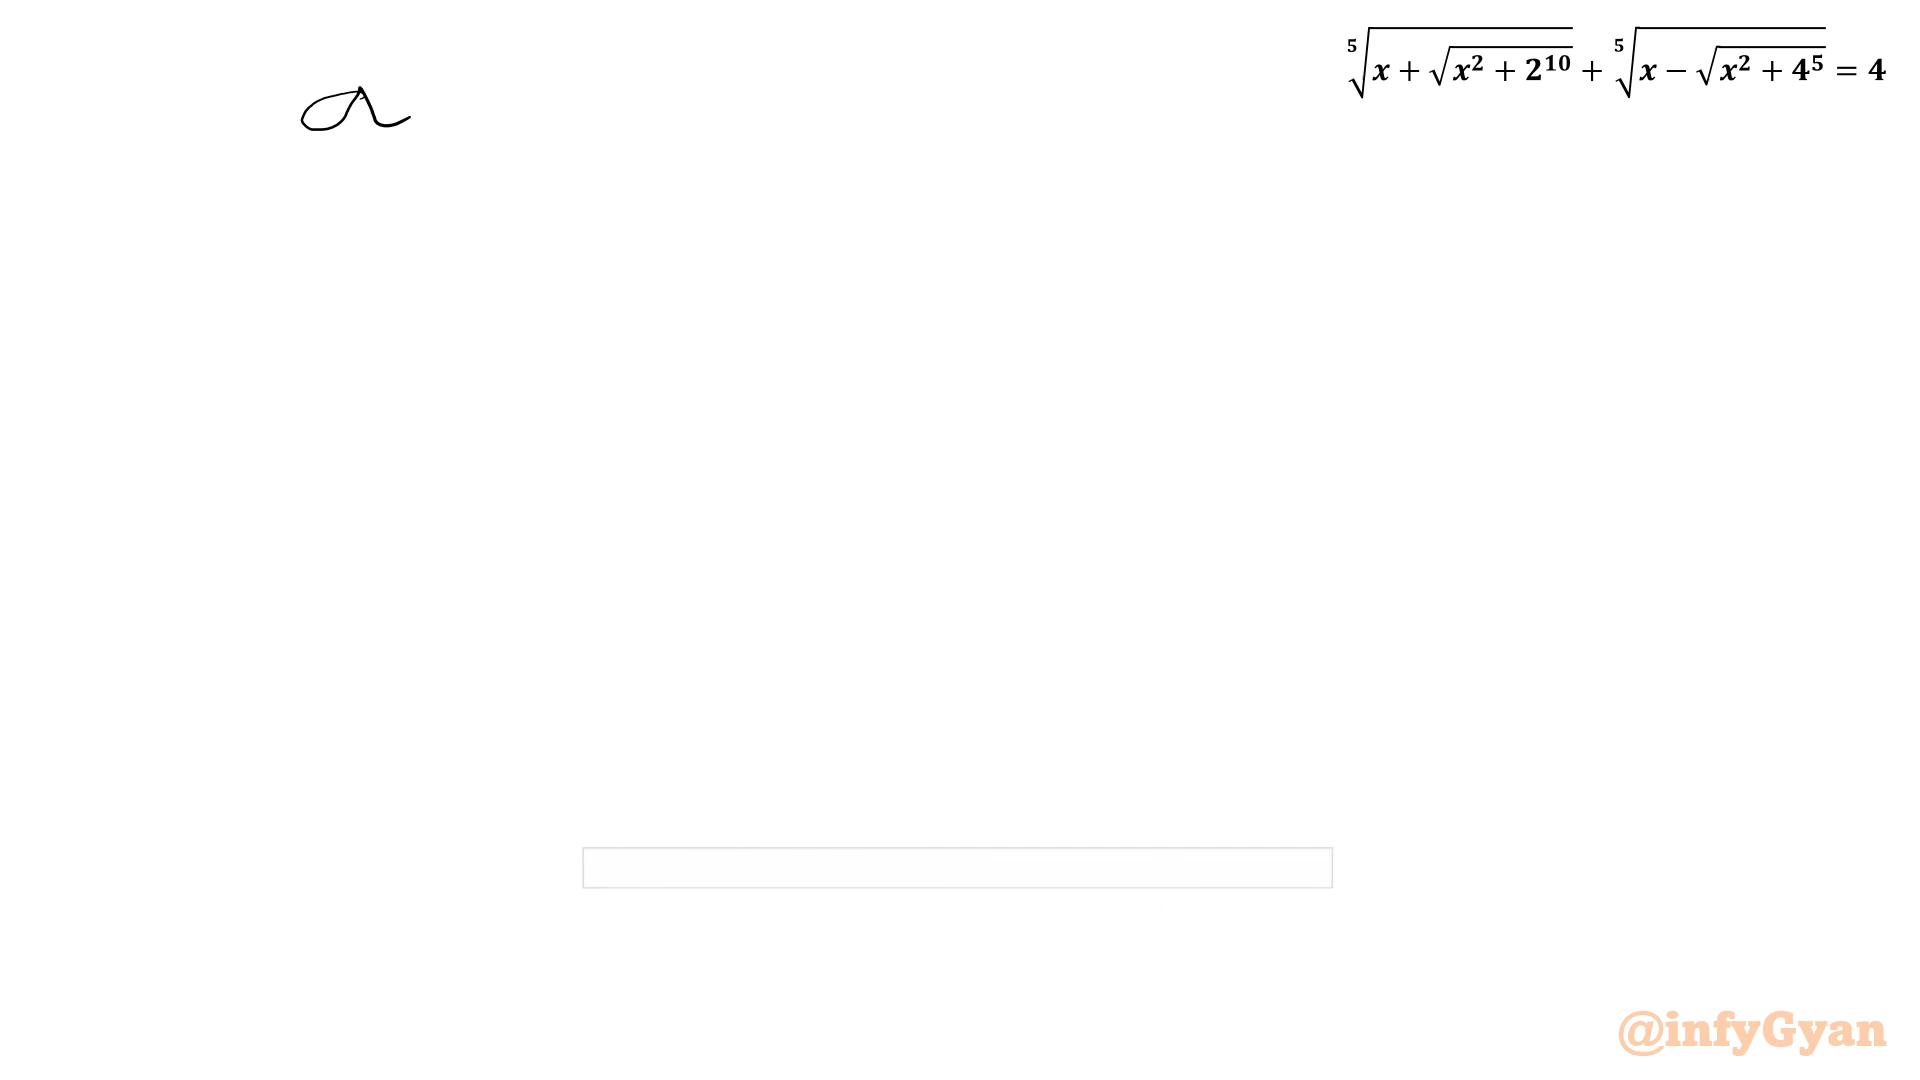 a
⁵√(x + √(x² + 2¹⁰)) + ⁵√(x − √(x² + 4⁵)) = 4
@infyGyan